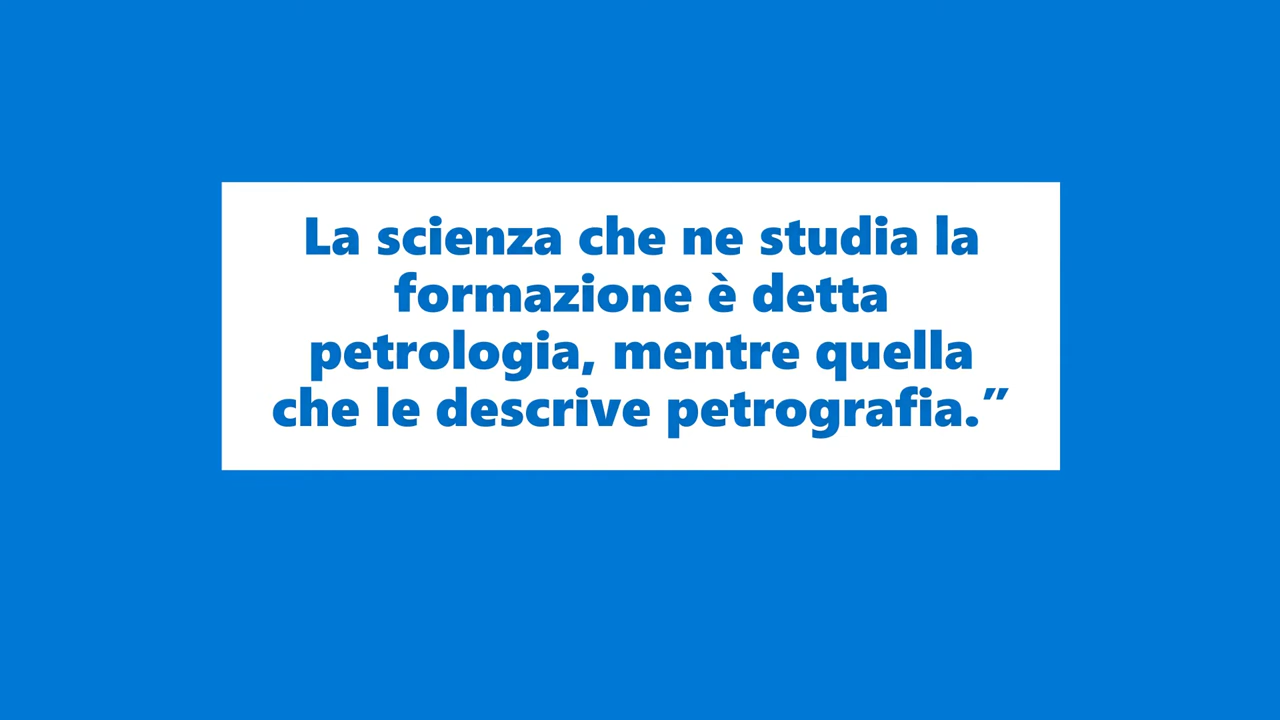 La scienza che ne studia la
formazione è detta
petrologia, mentre quella
che le descrive petrografia.”